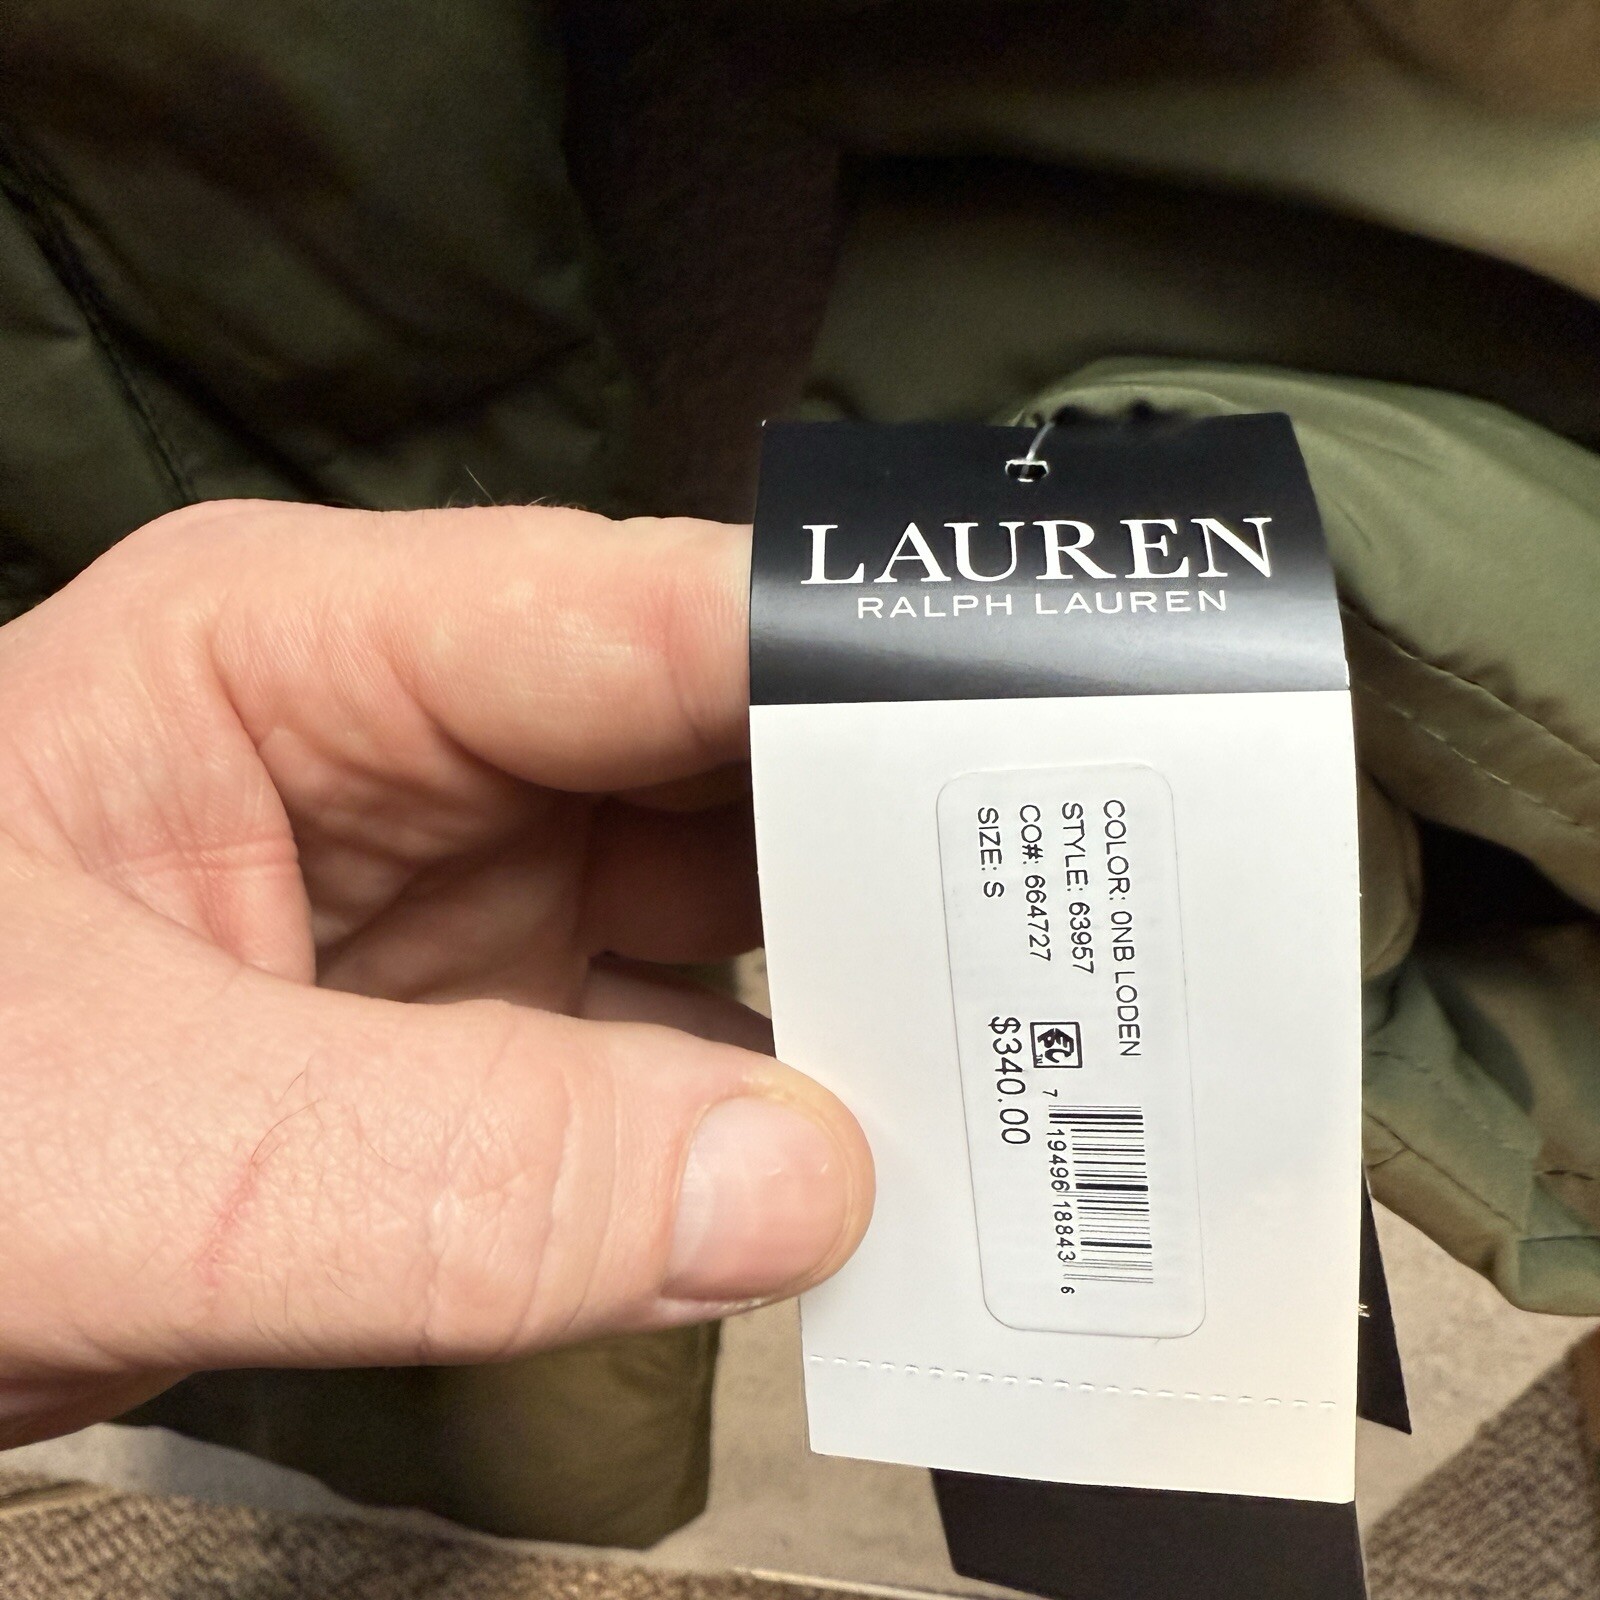 LAUREN
RALPH LAUREN
COLOR: 0NB LODEN
STYLE: 63957
CO#: 664727
SIZE: S
$340.00
7 19496 18843 6